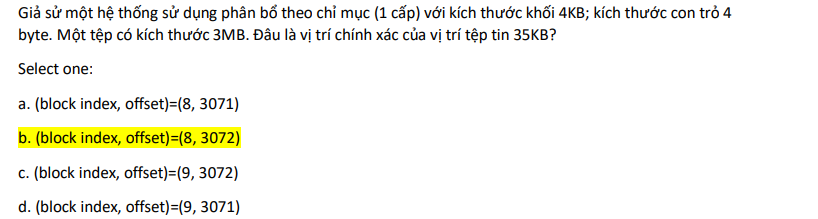 Giả sử một hệ thống sử dụng phân bổ theo chỉ mục (1 cấp) với kích thước khối 4KB; kích thước con trỏ 4
byte. Một tệp có kích thước 3MB. Đâu là vị trí chính xác của vị trí tệp tin 35KB?
Select one:
a. (block index, offset)=(8, 3071)
b. (block index, offset)=(8, 3072)
c. (block index, offset)=(9, 3072)
d. (block index, offset)=(9, 3071)